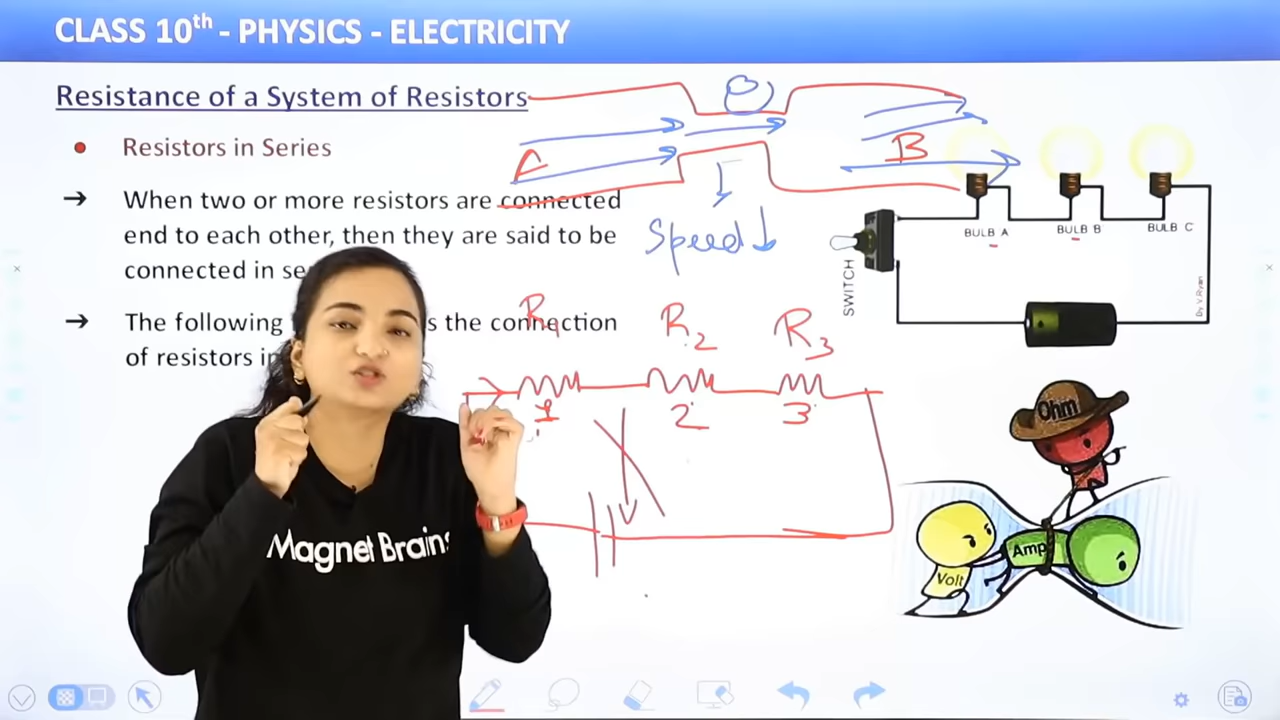 CLASS 10th - PHYSICS - ELECTRICITY
Resistance of a System of Resistors
Resistors in Series
When two or more resistors are connected
end to each other, then they are said to be
connected in se
The following
s the connection
of resistors i
B
Speed ↓
R1
R2
R3
1
2
3
BULB A
BULB B
BULB C
SWITCH
By V.Ryan
Ohm
Amp
Volt
Magnet Brains